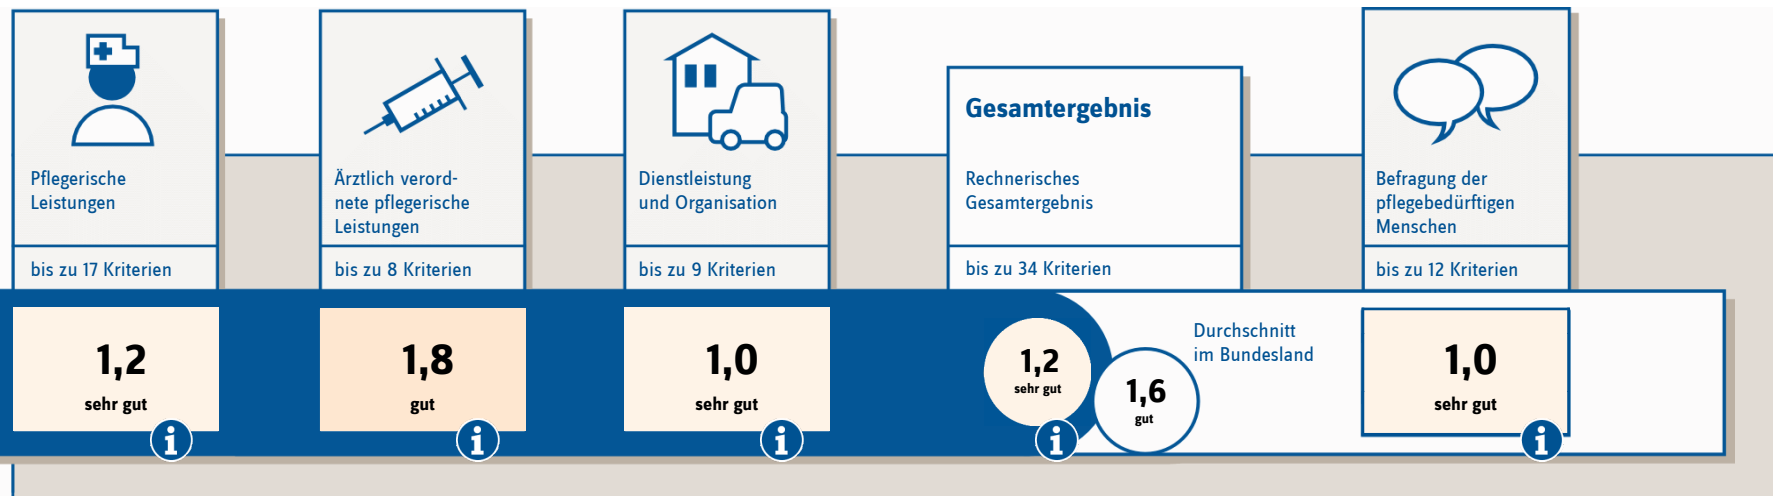 Pflegerische
Leistungen
bis zu 17 Kriterien
1,2
sehr gut
i
Ärztlich verord-
nete pflegerische
Leistungen
bis zu 8 Kriterien
1,8
gut
i
Dienstleistung
und Organisation
bis zu 9 Kriterien
1,0
sehr gut
i
Gesamtergebnis
Rechnerisches
Gesamtergebnis
bis zu 34 Kriterien
1,2
sehr gut
i
1,6
gut
Durchschnitt
im Bundesland
Befragung der
pflegebedürftigen
Menschen
bis zu 12 Kriterien
1,0
sehr gut
i